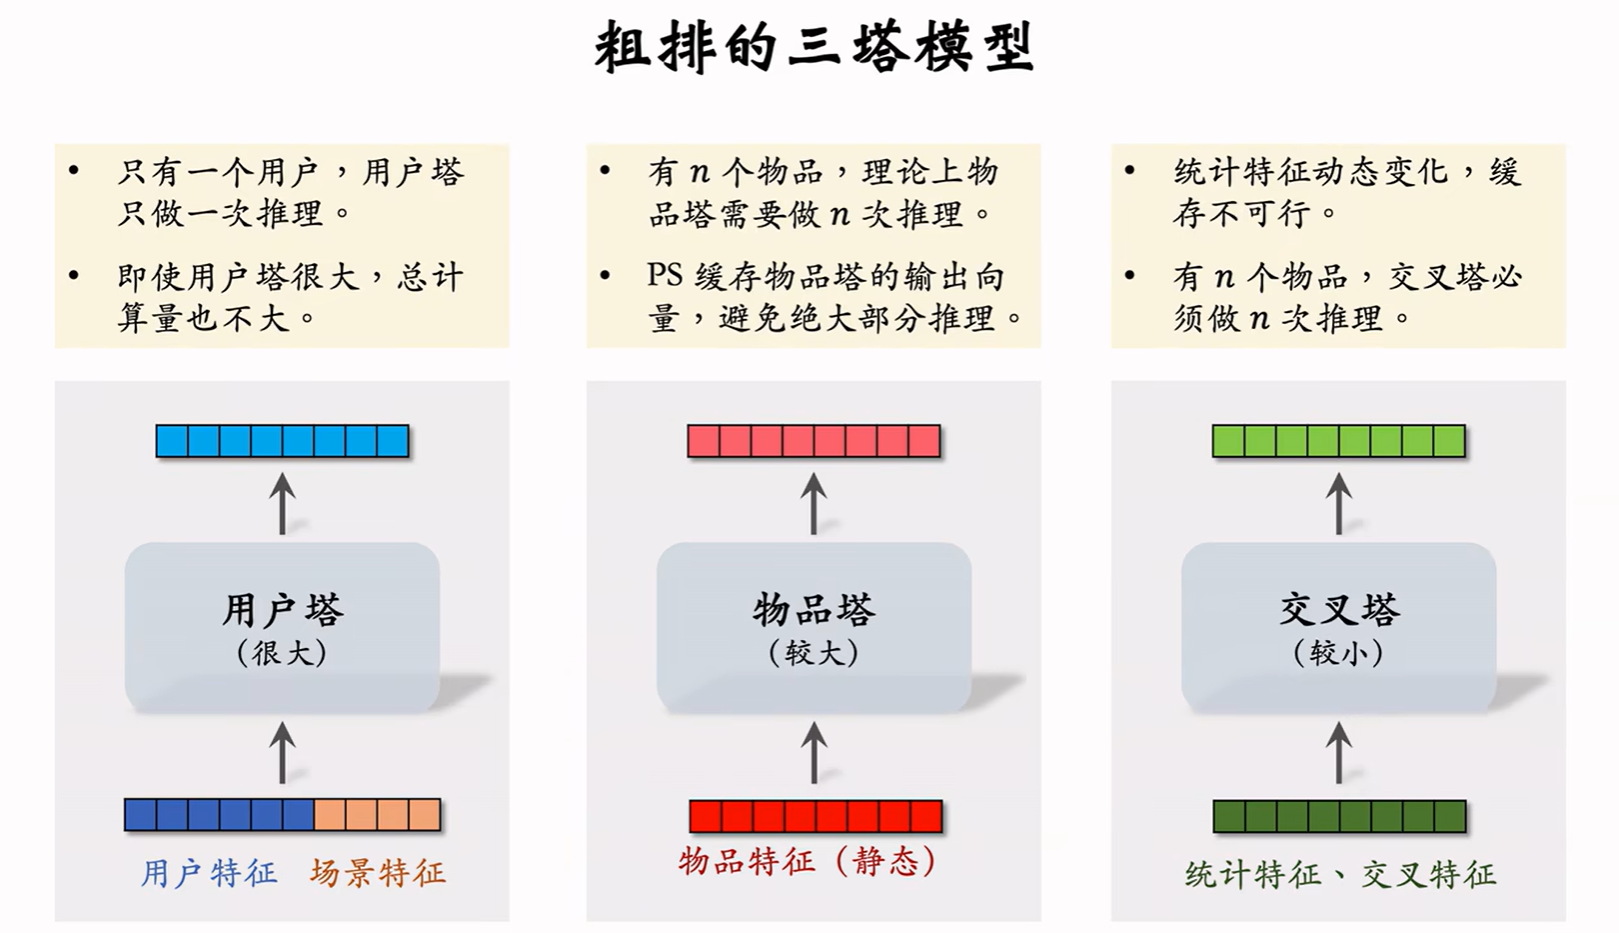 粗排的三塔模型
• 只有一个用户，用户塔
只做一次推理。
• 即使用户塔很大，总计
算量也不大。
• 有 n 个物品，理论上物
品塔需要做 n 次推理。
• PS 缓存物品塔的输出向
量，避免绝大部分推理。
• 统计特征动态变化，缓
存不可行。
• 有 n 个物品，交叉塔必
须做 n 次推理。
用户塔
（很大）
用户特征 场景特征
物品塔
（较大）
物品特征（静态）
交叉塔
（较小）
统计特征、交叉特征